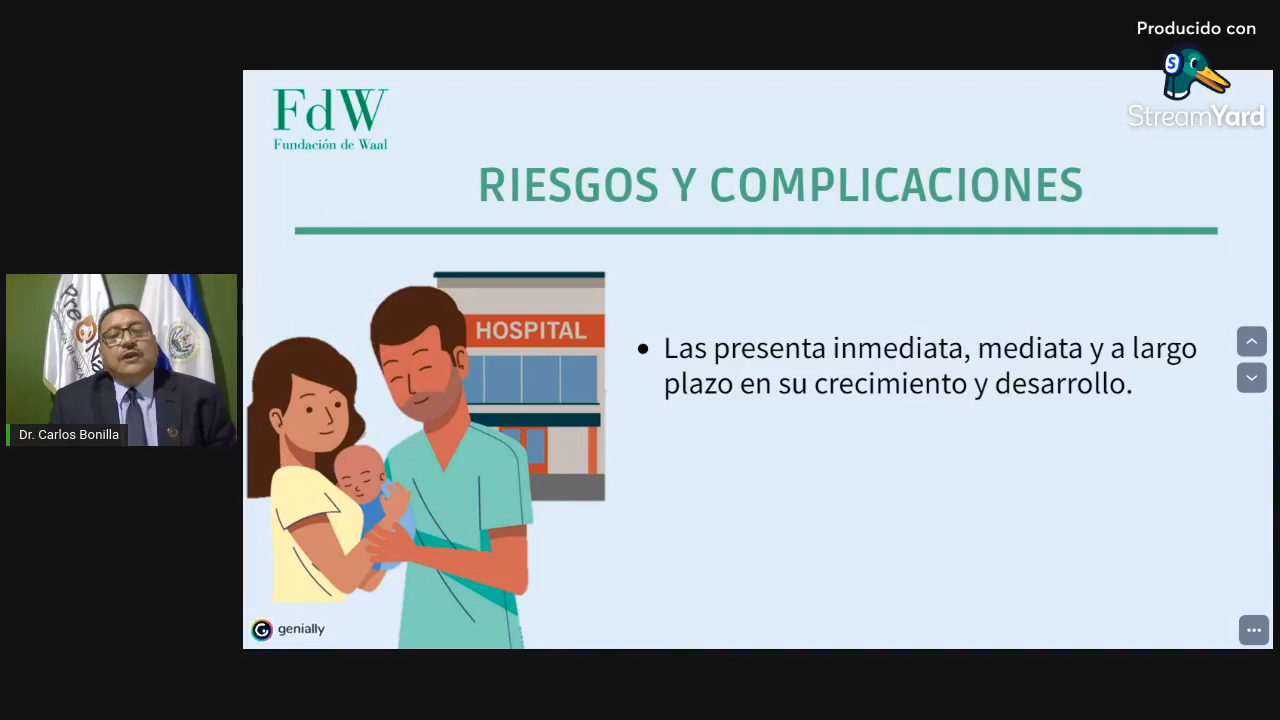 Producido con
StreamYard
FdW
Fundación de Waal
RIESGOS Y COMPLICACIONES
HOSPITAL
• Las presenta inmediata, mediata y a largo
plazo en su crecimiento y desarrollo.
Dr. Carlos Bonilla
genially